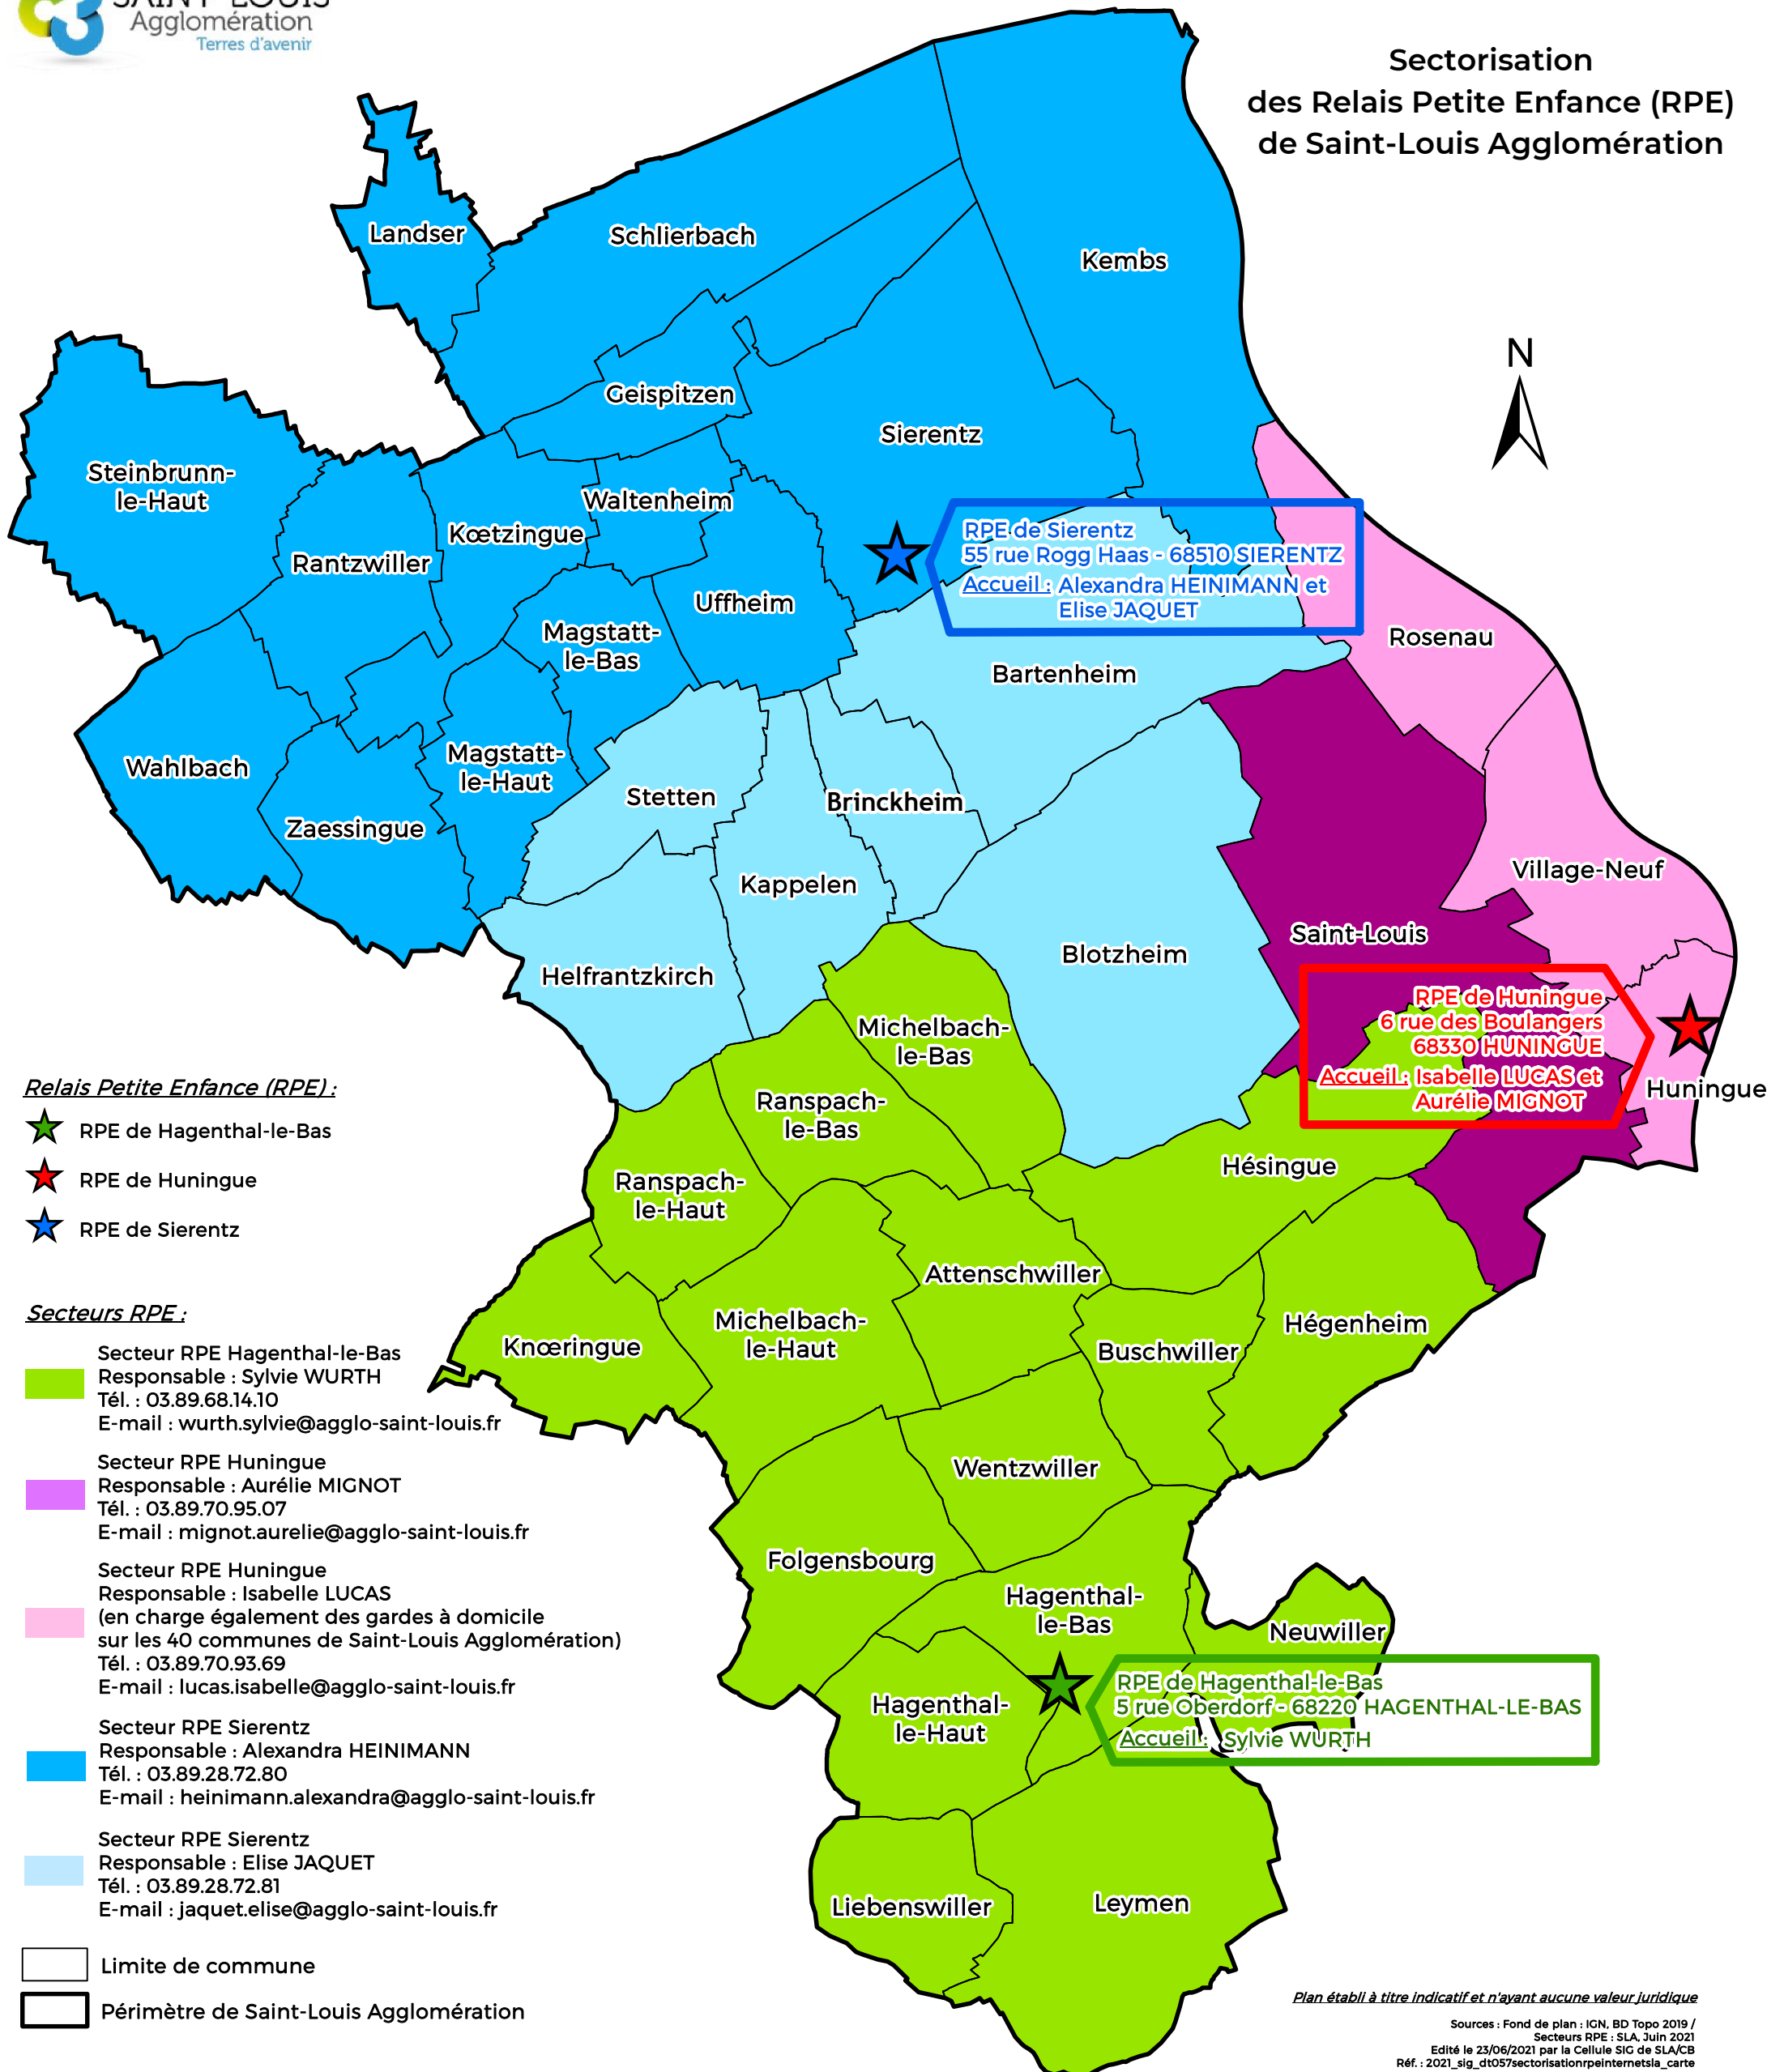 SAINT-LOUIS
Agglomération
Terres d'avenir
Sectorisation
des Relais Petite Enfance (RPE)
de Saint-Louis Agglomération
N
Landser
Schlierbach
Kembs
Geispitzen
Sierentz
Steinbrunn-
le-Haut
Waltenheim
Kœtzingue
Rantzwiller
RPE de Sierentz
55 rue Rogg Haas - 68510 SIERENTZ
Accueil : Alexandra HEINIMANN et
Elise JAQUET
Uffheim
Magstatt-
le-Bas
Rosenau
Bartenheim
Wahlbach
Magstatt-
le-Haut
Stetten
Brinckheim
Zaessingue
Village-Neuf
Kappelen
Saint-Louis
Blotzheim
Helfrantzkirch
RPE de Huningue
6 rue des Boulangers
68330 HUNINGUE
Accueil : Isabelle LUCAS et
Aurélie MIGNOT
Michelbach-
le-Bas
Huningue
Ranspach-
le-Bas
Hésingue
Ranspach-
le-Haut
Attenschwiller
Michelbach-
le-Haut
Hégenheim
Knœringue
Buschwiller
Wentzwiller
Folgensbourg
Hagenthal-
le-Bas
Neuwiller
RPE de Hagenthal-le-Bas
5 rue Oberdorf - 68220 HAGENTHAL-LE-BAS
Accueil : Sylvie WURTH
Hagenthal-
le-Haut
Liebenswiller
Leymen
Relais Petite Enfance (RPE) :
RPE de Hagenthal-le-Bas
RPE de Huningue
RPE de Sierentz
Secteurs RPE :
Secteur RPE Hagenthal-le-Bas
Responsable : Sylvie WURTH
Tél. : 03.89.68.14.10
E-mail : wurth.sylvie@agglo-saint-louis.fr
Secteur RPE Huningue
Responsable : Aurélie MIGNOT
Tél. : 03.89.70.95.07
E-mail : mignot.aurelie@agglo-saint-louis.fr
Secteur RPE Huningue
Responsable : Isabelle LUCAS
(en charge également des gardes à domicile
sur les 40 communes de Saint-Louis Agglomération)
Tél. : 03.89.70.93.69
E-mail : lucas.isabelle@agglo-saint-louis.fr
Secteur RPE Sierentz
Responsable : Alexandra HEINIMANN
Tél. : 03.89.28.72.80
E-mail : heinimann.alexandra@agglo-saint-louis.fr
Secteur RPE Sierentz
Responsable : Elise JAQUET
Tél. : 03.89.28.72.81
E-mail : jaquet.elise@agglo-saint-louis.fr
Limite de commune
Périmètre de Saint-Louis Agglomération
Plan établi à titre indicatif et n'ayant aucune valeur juridique
Sources : Fond de plan : IGN, BD Topo 2019 /
Secteurs RPE : SLA, Juin 2021
Edité le 23/06/2021 par la Cellule SIG de SLA/CB
Réf. : 2021_sig_dt057sectorisationrpeinternetsla_carte